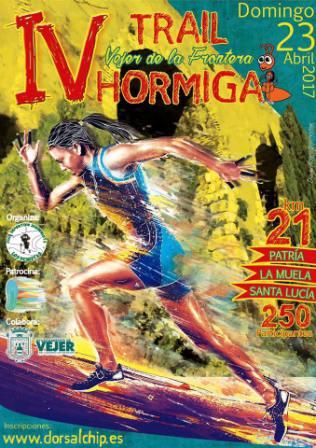 Domingo
23
Abril
2017
IV TRAIL
Vejer de la Frontera
HORMIGA
Organiza:
Patrocina:
Colabora:
VEJER
km
21
PATRÍA
LA MUELA
SANTA LUCÍA
250
Participantes
Inscripciones:
www.dorsalchip.es